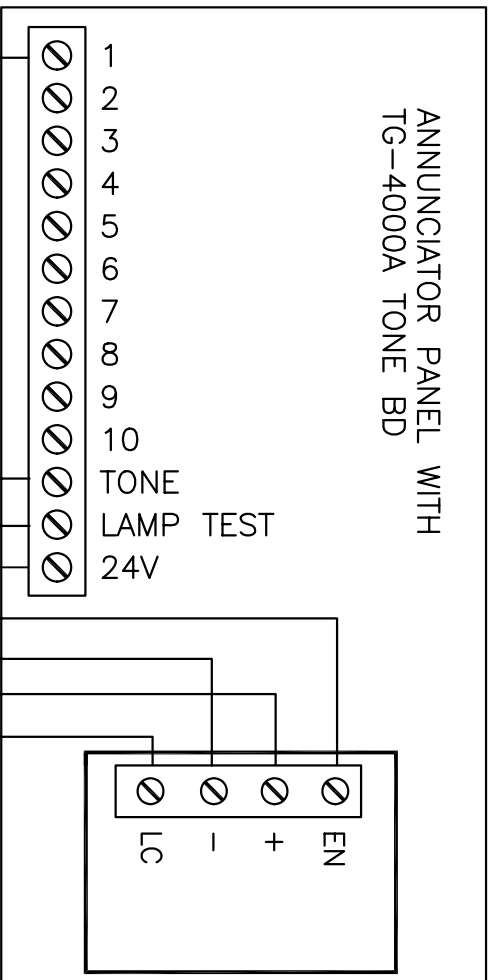 1
2
3
4
5
6
7
8
9
10
TONE
LAMP TEST
24V
ANNUNCIATOR PANEL WITH
TG-4000A TONE BD
LC
-
+
EN